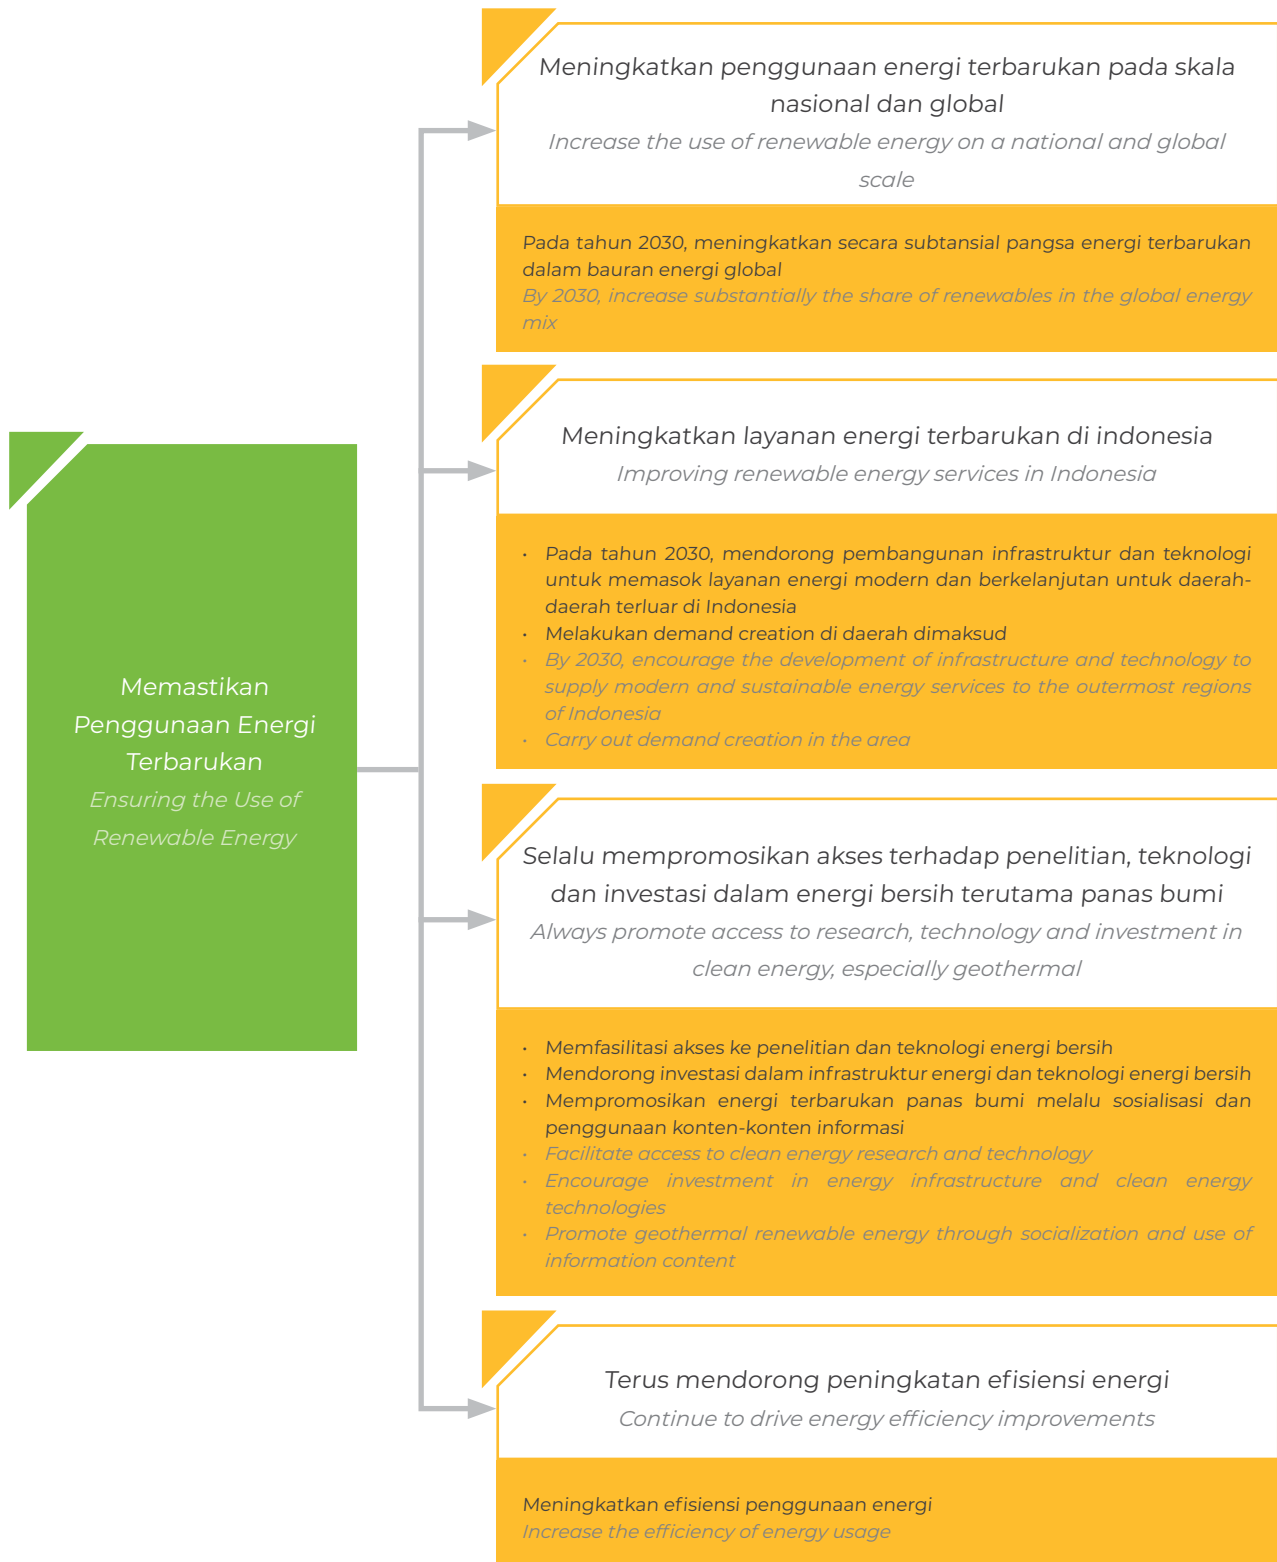 Meningkatkan penggunaan energi terbarukan pada skala
nasional dan global
Increase the use of renewable energy on a national and global
scale
Pada tahun 2030, meningkatkan secara subtansial pangsa energi terbarukan
dalam bauran energi global
By 2030, increase substantially the share of renewables in the global energy
mix
Memastikan
Penggunaan Energi
Terbarukan
Ensuring the Use of
Renewable Energy
Meningkatkan layanan energi terbarukan di indonesia
Improving renewable energy services in Indonesia
• Pada tahun 2030, mendorong pembangunan infrastruktur dan teknologi
untuk memasok layanan energi modern dan berkelanjutan untuk daerah-
daerah terluar di Indonesia
• Melakukan demand creation di daerah dimaksud
• By 2030, encourage the development of infrastructure and technology to
supply modern and sustainable energy services to the outermost regions
of Indonesia
• Carry out demand creation in the area
Selalu mempromosikan akses terhadap penelitian, teknologi
dan investasi dalam energi bersih terutama panas bumi
Always promote access to research, technology and investment in
clean energy, especially geothermal
• Memfasilitasi akses ke penelitian dan teknologi energi bersih
• Mendorong investasi dalam infrastruktur energi dan teknologi energi bersih
• Mempromosikan energi terbarukan panas bumi melalu sosialisasi dan
penggunaan konten-konten informasi
• Facilitate access to clean energy research and technology
• Encourage investment in energy infrastructure and clean energy
technologies
• Promote geothermal renewable energy through socialization and use of
information content
Terus mendorong peningkatan efisiensi energi
Continue to drive energy efficiency improvements
Meningkatkan efisiensi penggunaan energi
Increase the efficiency of energy usage